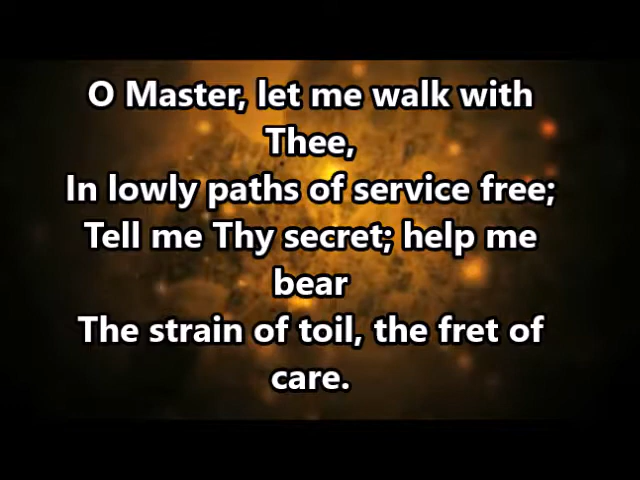 O Master, let me walk with
Thee,
In lowly paths of service free;
Tell me Thy secret; help me
bear
The strain of toil, the fret of
care.